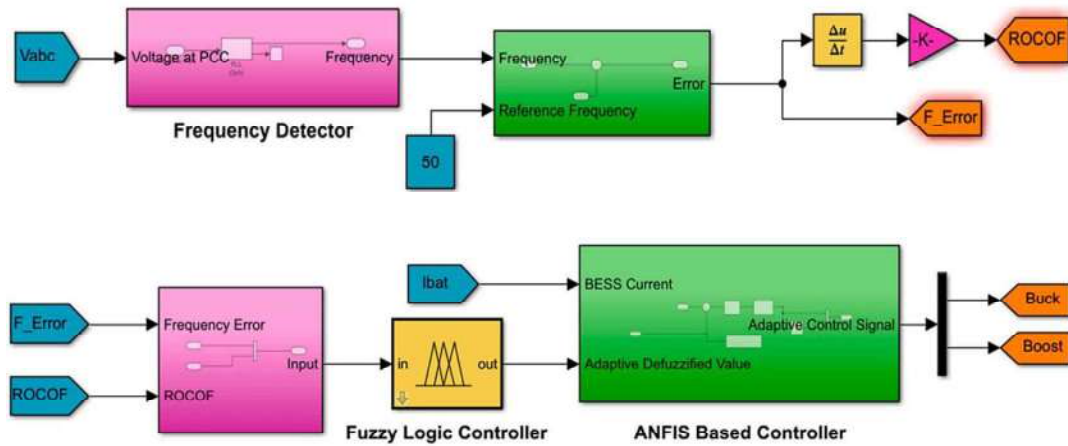 Vabc
Voltage at PCC
Frequency
Frequency Detector
Frequency
Reference Frequency
Error
50
Δu
Δt
-K-
ROCOF
F_Error
F_Error
ROCOF
Frequency Error
ROCOF
Input
Ibat
in
out
Fuzzy Logic Controller
BESS Current
Adaptive Defuzzified Value
Adaptive Control Signal
ANFIS Based Controller
Buck
Boost